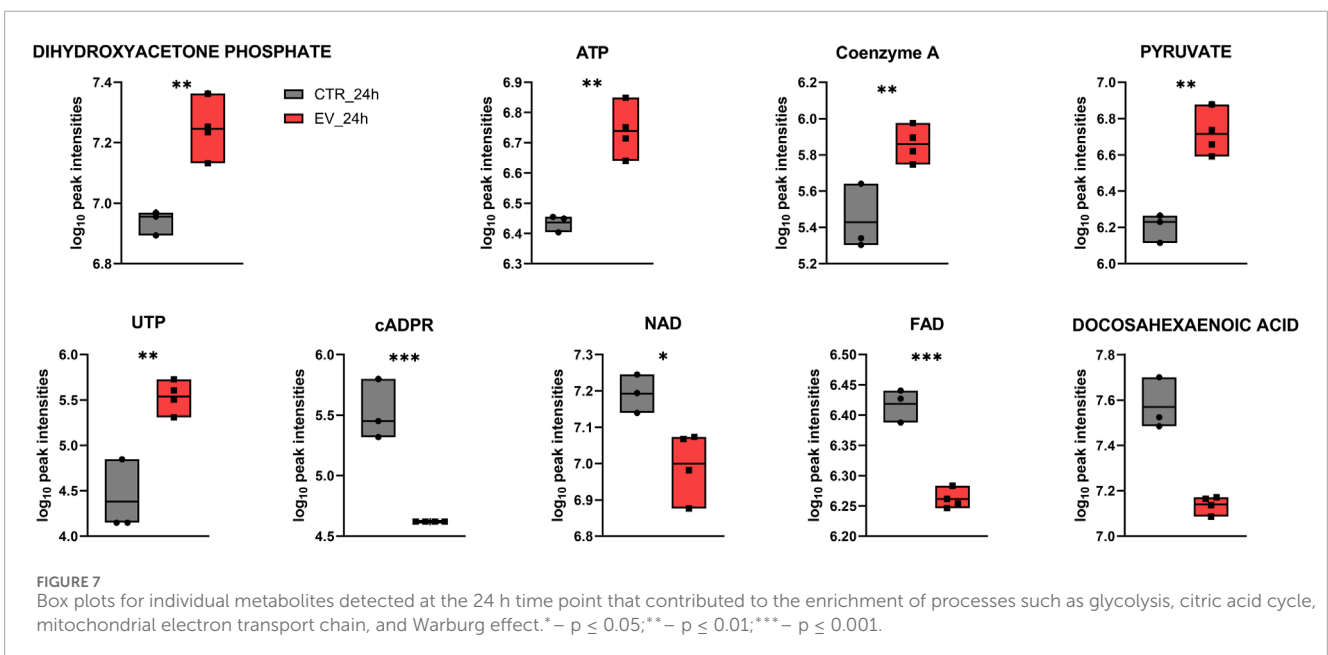 DIHYDROXYACETONE PHOSPHATE
ATP
Coenzyme A
PYRUVATE
7.4
7.2
7.0
6.8
log10 peak intensities
**
CTR_24h
EV_24h
6.9
6.8
6.7
6.6
6.5
6.4
6.3
log10 peak intensities
**
6.2
6.0
5.8
5.6
5.4
5.2
log10 peak intensities
**
7.0
6.8
6.6
6.4
6.2
6.0
log10 peak intensities
**
UTP
cADPR
NAD
FAD
DOCOSAHEXAENOIC ACID
6.0
5.5
5.0
4.5
4.0
log10 peak intensities
**
6.0
5.5
5.0
4.5
log10 peak intensities
***
7.3
7.2
7.1
7.0
6.9
6.8
log10 peak intensities
*
6.50
6.45
6.40
6.35
6.30
6.25
6.20
log10 peak intensities
***
7.8
7.6
7.4
7.2
7.0
log10 peak intensities
FIGURE 7
Box plots for individual metabolites detected at the 24 h time point that contributed to the enrichment of processes such as glycolysis, citric acid cycle,
mitochondrial electron transport chain, and Warburg effect.* – p ≤ 0.05;** – p ≤ 0.01;*** – p ≤ 0.001.